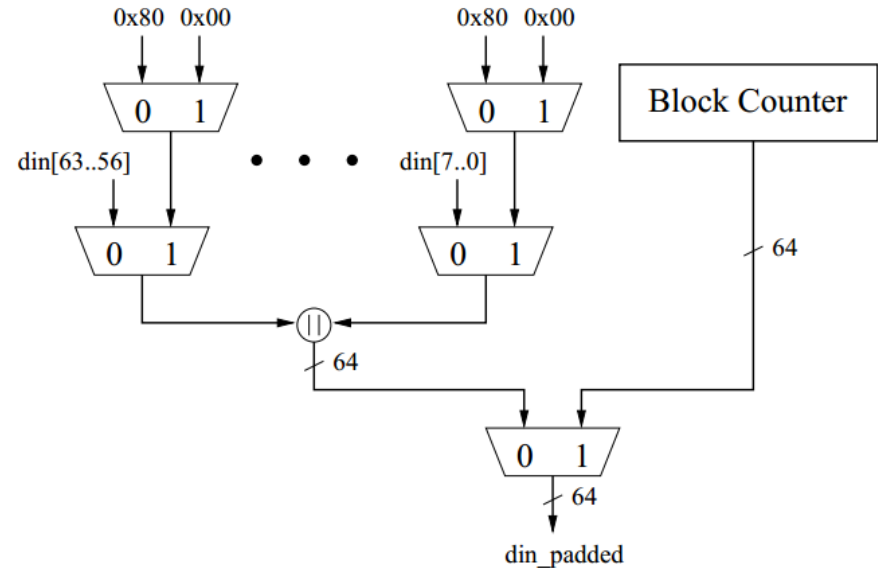 0x80 0x00 0x80 0x00
0 1 0 1 Block Counter
din[63..56] din[7..0]
0 1 0 1 64
||
64
0 1
64
din_padded